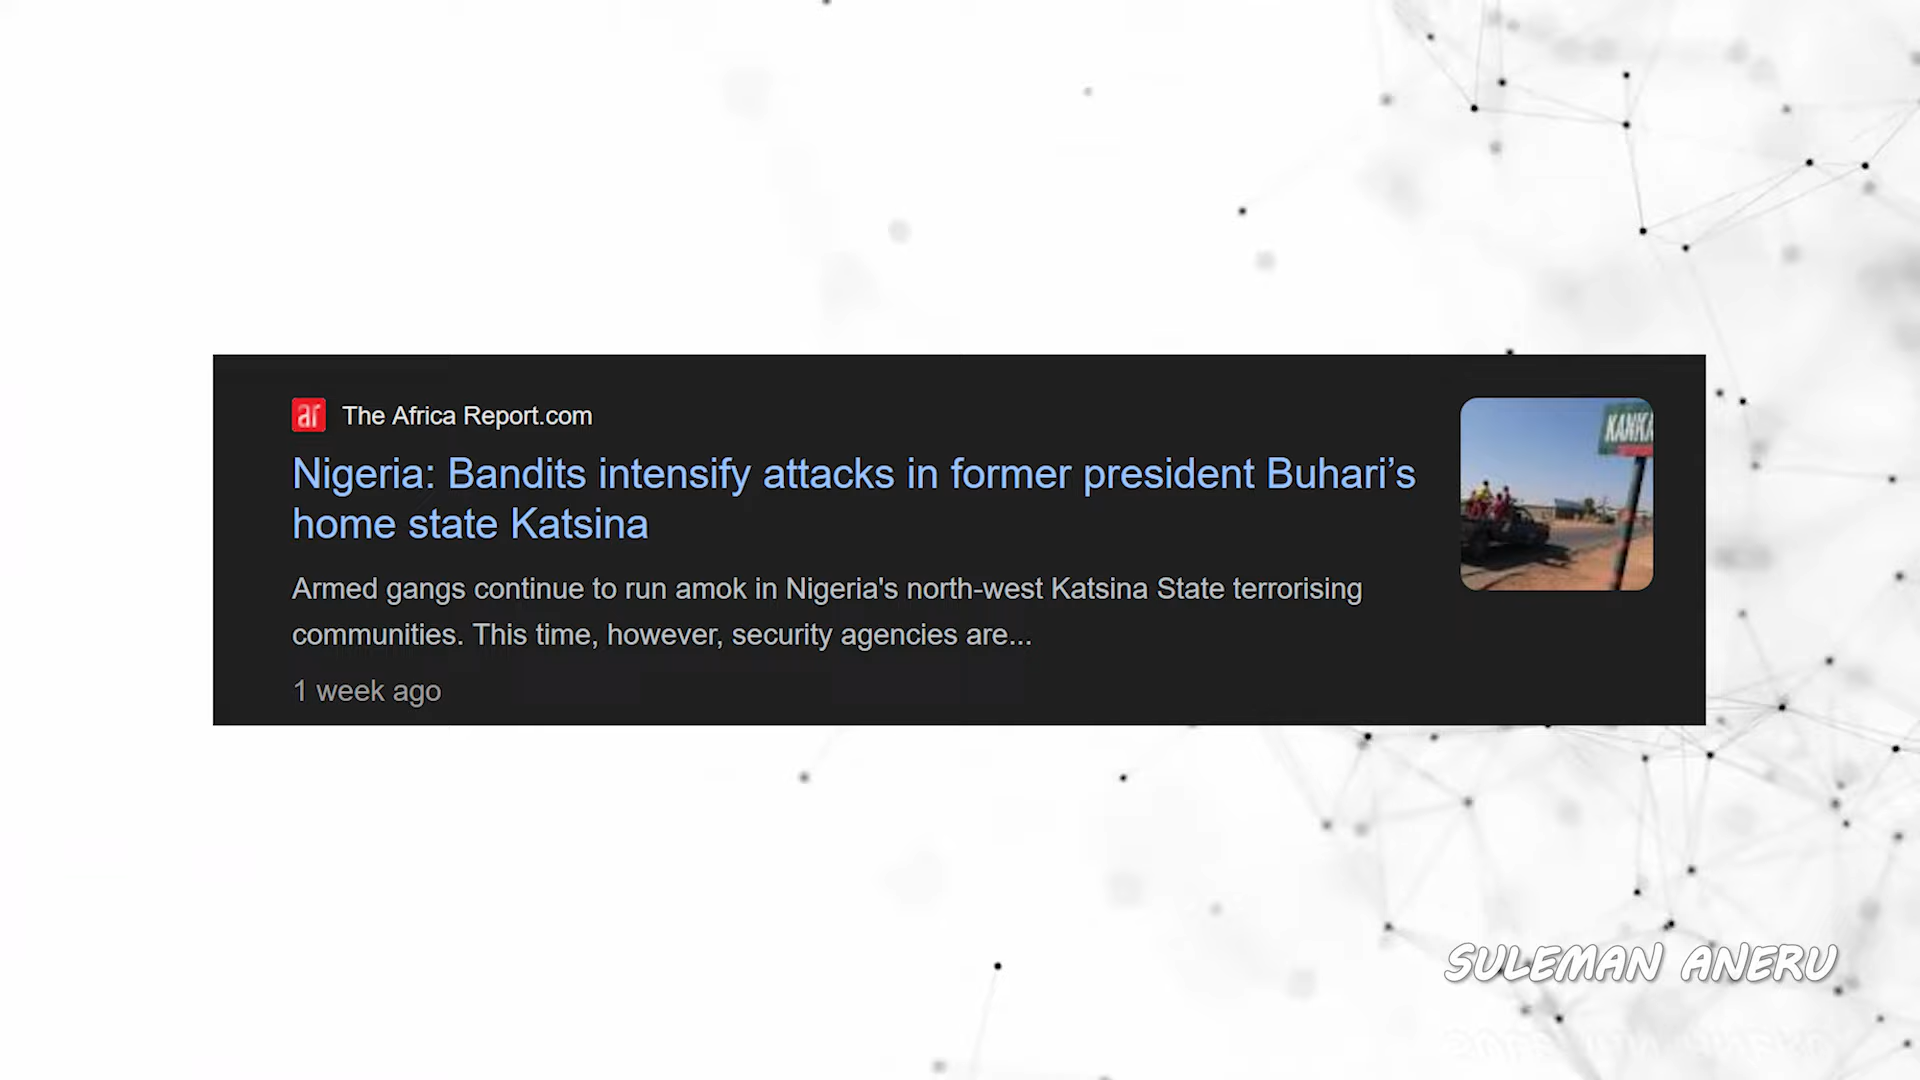 ar The Africa Report.com
Nigeria: Bandits intensify attacks in former president Buhari’s
home state Katsina
KANKA
Armed gangs continue to run amok in Nigeria's north-west Katsina State terrorising
communities. This time, however, security agencies are...
1 week ago
SULEMAN ANERU